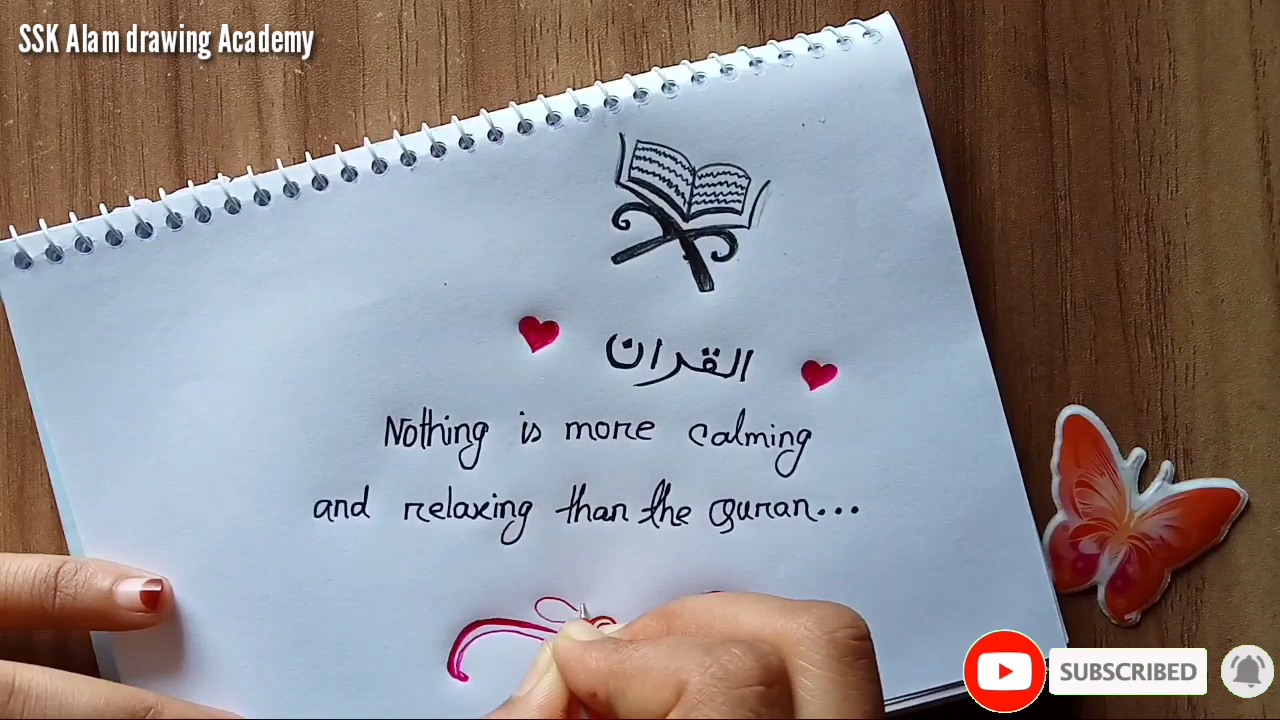 SSK Alam drawing Academy
القران
Nothing is more calming
and relaxing than the Quran...
SUBSCRIBED